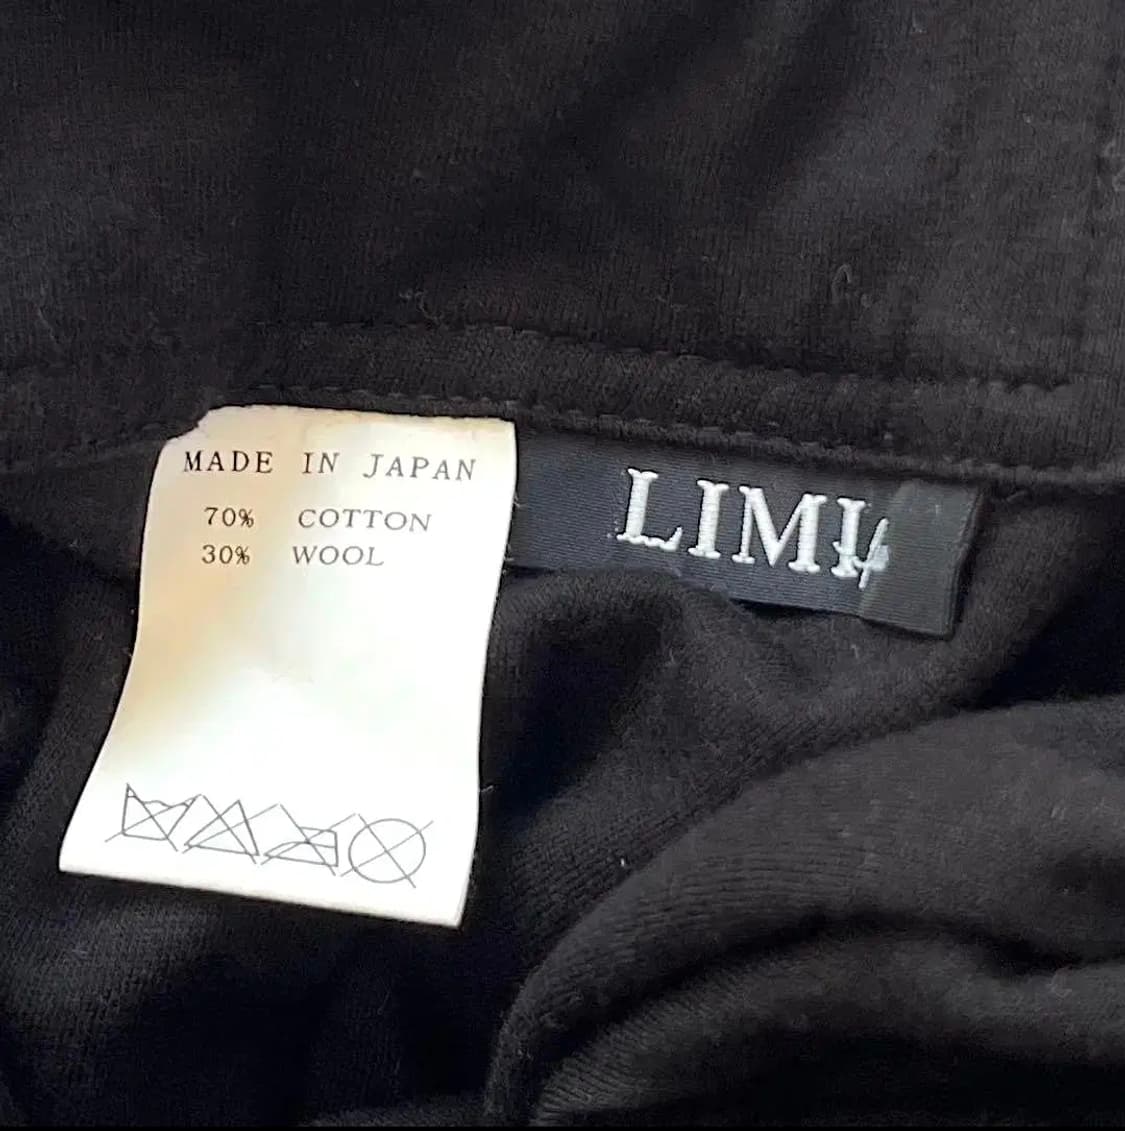 MADE IN JAPAN
70% COTTON
30% WOOL
LIMI